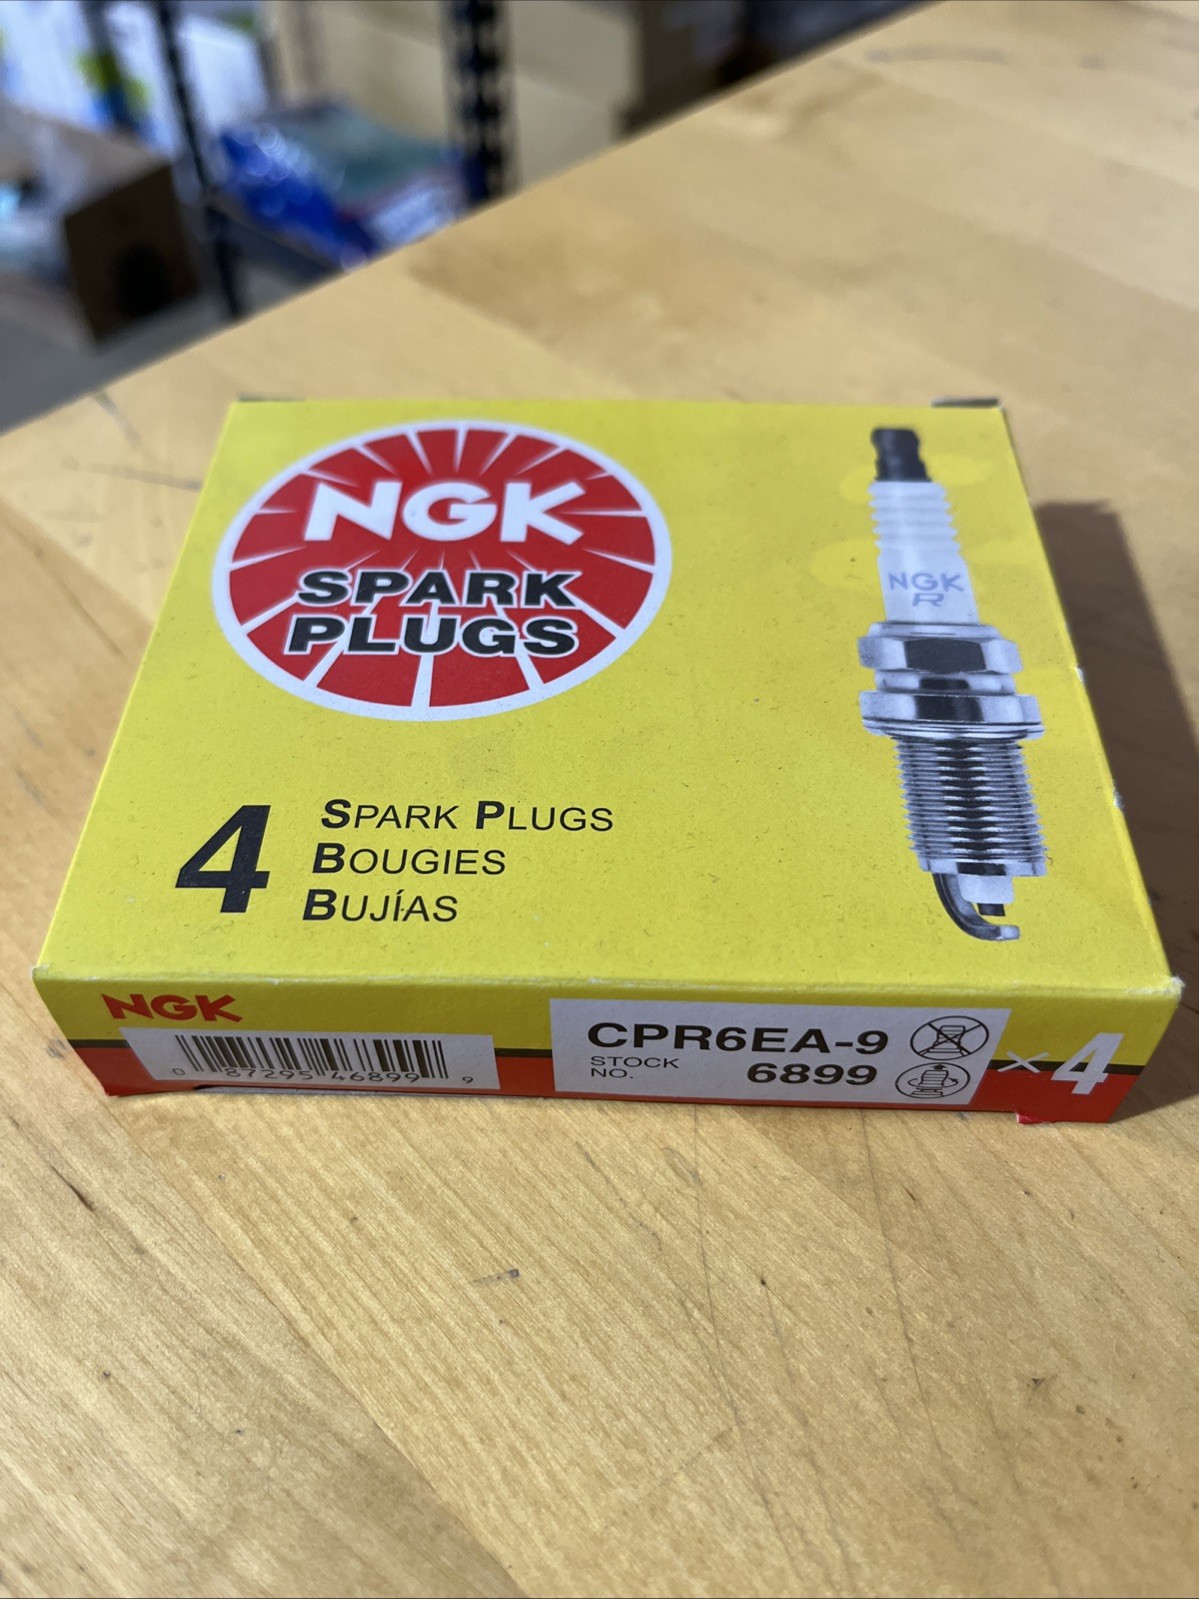 NGK
SPARK
PLUGS
NGK
R
4
SPARK PLUGS
BOUGIES
BUJÍAS
NGK
0 87295 46899 9
CPR6EA-9
STOCK
NO.
6899
×4